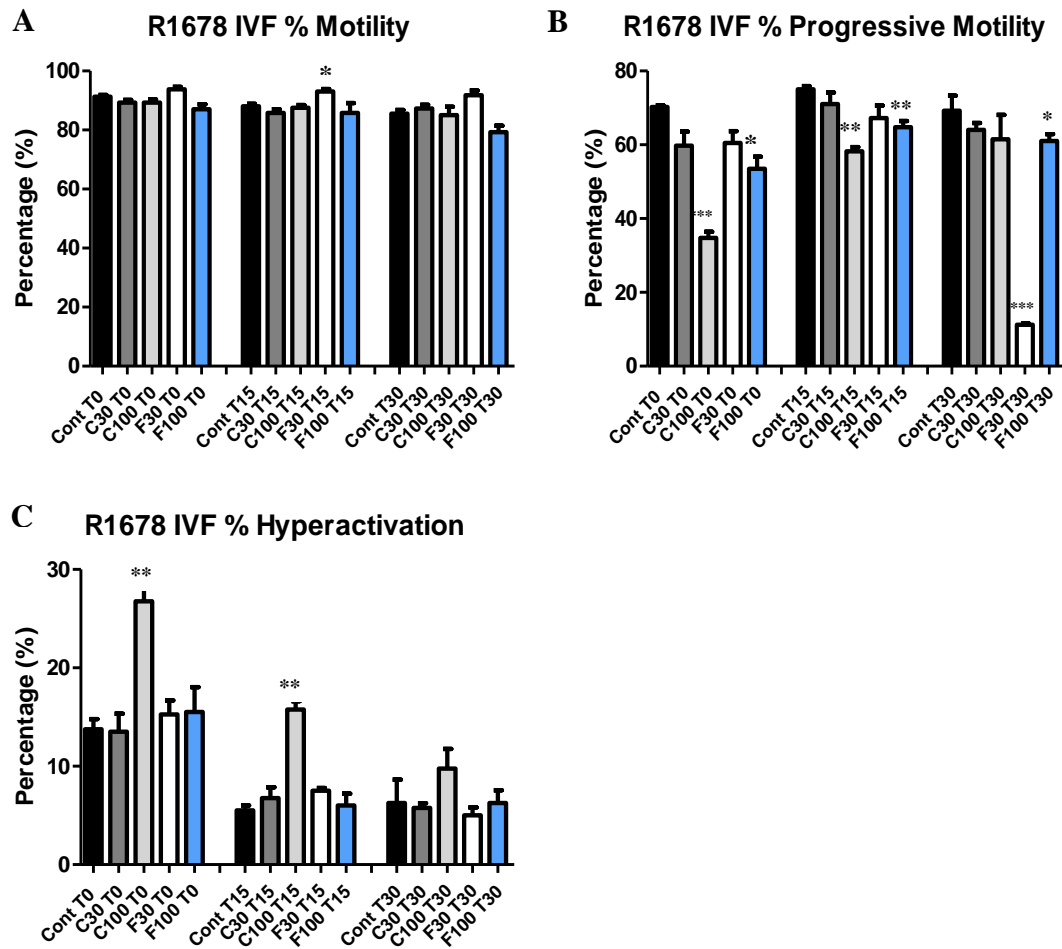 A
R1678 IVF % Motility
Percentage (%)
100
80
60
40
20
0
*
Cont T0
C30 T0
C100 T0
F30 T0
F100 T0
Cont T15
C30 T15
C100 T15
F30 T15
F100 T15
Cont T30
C30 T30
C100 T30
F30 T30
F100 T30
B
R1678 IVF % Progressive Motility
Percentage (%)
80
60
40
20
0
***
*
**
**
***
*
Cont T0
C30 T0
C100 T0
F30 T0
F100 T0
Cont T15
C30 T15
C100 T15
F30 T15
F100 T15
Cont T30
C30 T30
C100 T30
F30 T30
F100 T30
C
R1678 IVF % Hyperactivation
Percentage (%)
30
20
10
0
**
**
Cont T0
C30 T0
C100 T0
F30 T0
F100 T0
Cont T15
C30 T15
C100 T15
F30 T15
F100 T15
Cont T30
C30 T30
C100 T30
F30 T30
F100 T30